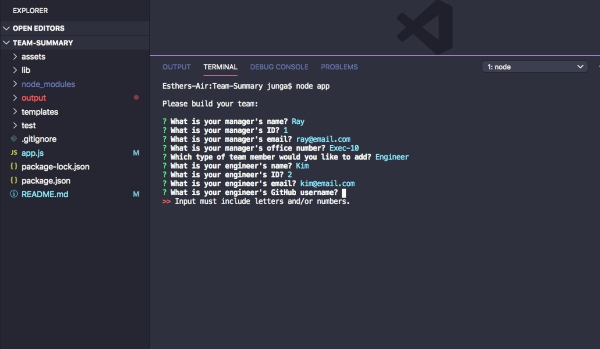 EXPLORER
OPEN EDITORS
TEAM-SUMMARY
assets
lib
node_modules
output
templates
test
.gitignore
JS app.js M
{} package-lock.json
{} package.json
README.md M
OUTPUT TERMINAL DEBUG CONSOLE PROBLEMS 1: node
Esthers-Air:Team-Summary junga$ node app
Please build your team:
? What is your manager's name? Ray
? What is your manager's ID? 1
? What is your manager's email? ray@email.com
? What is your manager's office number? Exec-10
? Which type of team member would you like to add? Engineer
? What is your engineer's name? Kim
? What is your engineer's ID? 2
? What is your engineer's email? kim@email.com
? What is your engineer's GitHub username?
>> Input must include letters and/or numbers.